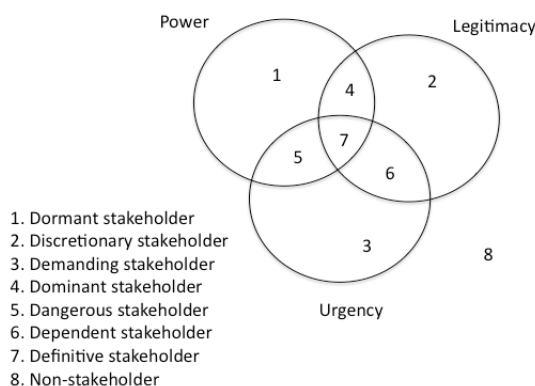 Power
Legitimacy
1
4
2
7
5
6
3
8
Urgency
1. Dormant stakeholder
2. Discretionary stakeholder
3. Demanding stakeholder
4. Dominant stakeholder
5. Dangerous stakeholder
6. Dependent stakeholder
7. Definitive stakeholder
8. Non-stakeholder